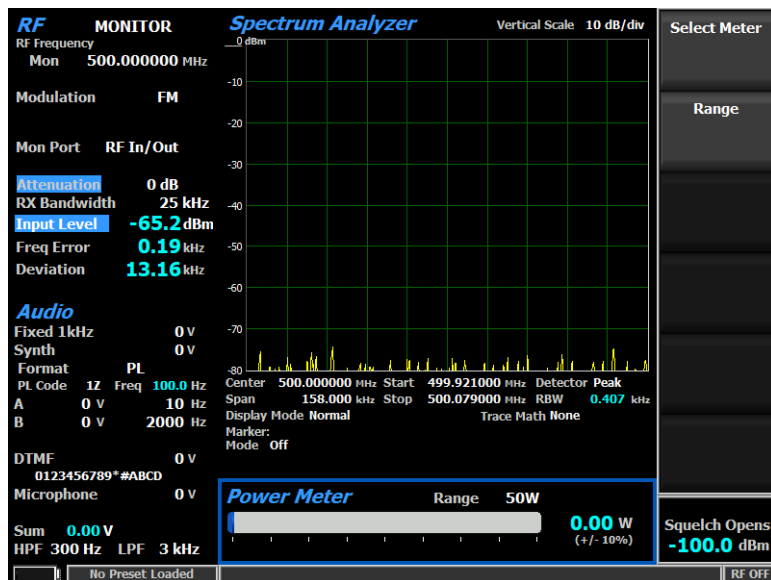 RF MONITOR
RF Frequency
Mon 500.000000 MHz
Modulation FM
Mon Port RF In/Out
Attenuation 0 dB
RX Bandwidth 25 kHz
Input Level -65.2 dBm
Freq Error 0.19 kHz
Deviation 13.16 kHz
Audio
Fixed 1kHz 0 V
Synth 0 V
Format PL
PL Code 1Z Freq 100.0 Hz
A 0 V 10 Hz
B 0 V 2000 Hz
DTMF 0 V
0123456789*#ABCD
Microphone 0 V
Sum 0.00 V
HPF 300 Hz LPF 3 kHz
Spectrum Analyzer Vertical Scale 10 dB/div
0 dBm
-10
-20
-30
-40
-50
-60
-70
-80
Center 500.000000 MHz Start 499.921000 MHz Detector Peak
Span 158.000 kHz Stop 500.079000 MHz RBW 0.407 kHz
Display Mode Normal Trace Math None
Marker:
Mode Off
Power Meter Range 50W
0.00 W
(+/- 10%)
Select Meter
Range
Squelch Opens
-100.0 dBm
No Preset Loaded
RF OFF